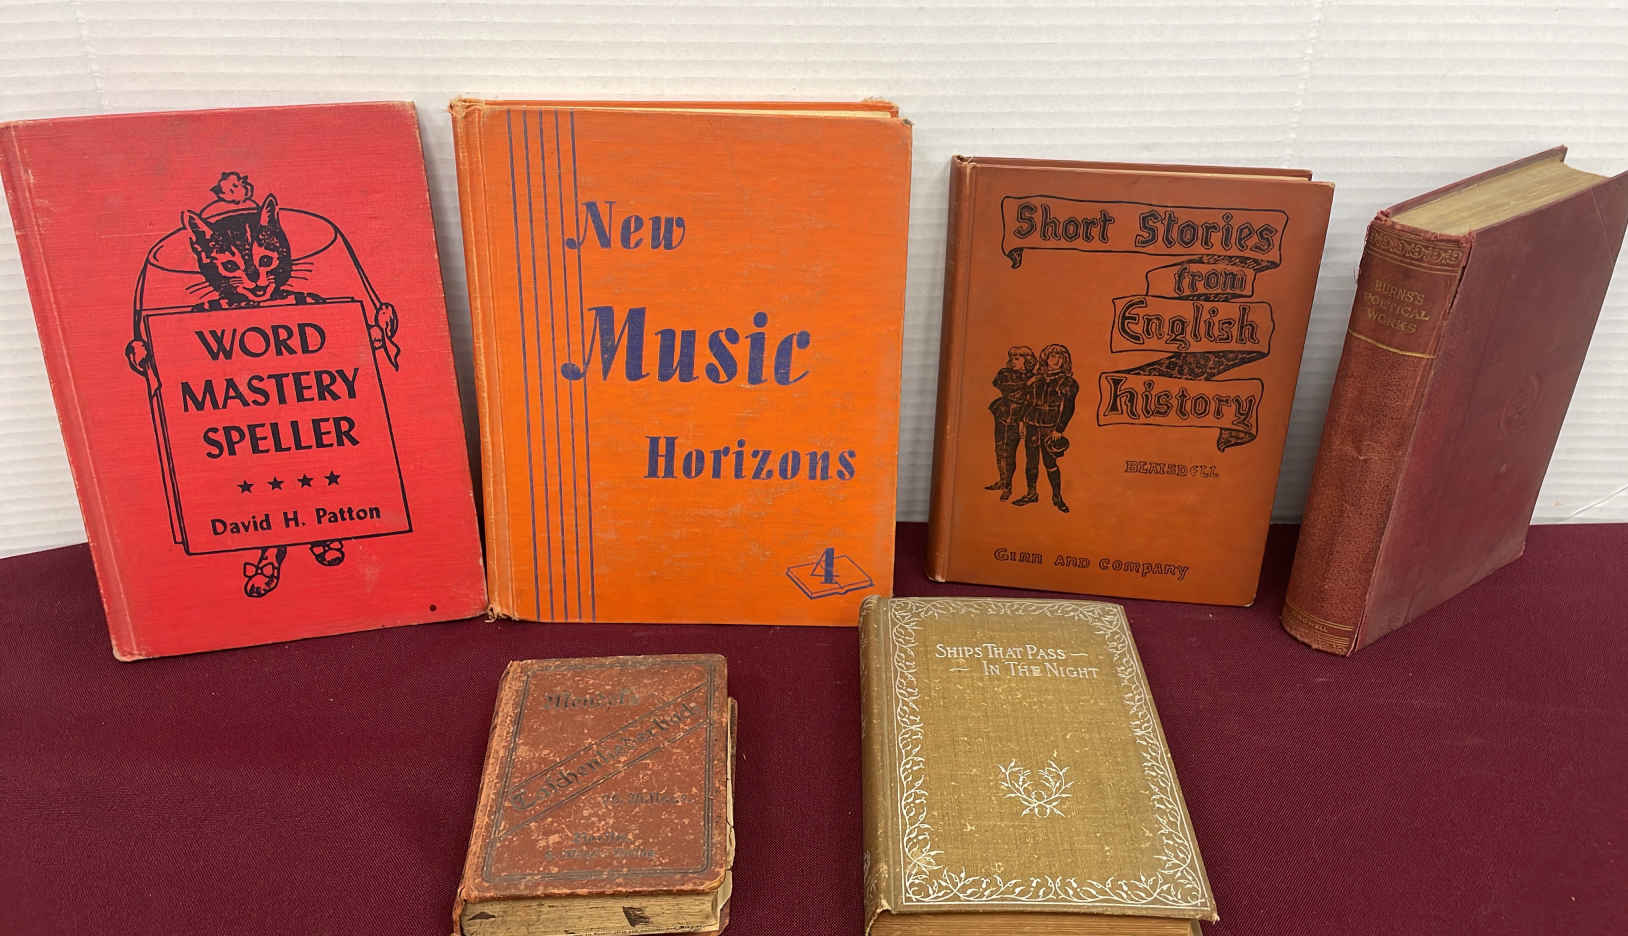 WORD
MASTERY
SPELLER
David H. Patton
New
Music
Horizons
4
Short Stories
from
English
history
BLAISDELL
GINN AND COMPANY
BURNS'S
POETICAL
WORKS
SHIPS THAT PASS —
— IN THE NIGHT